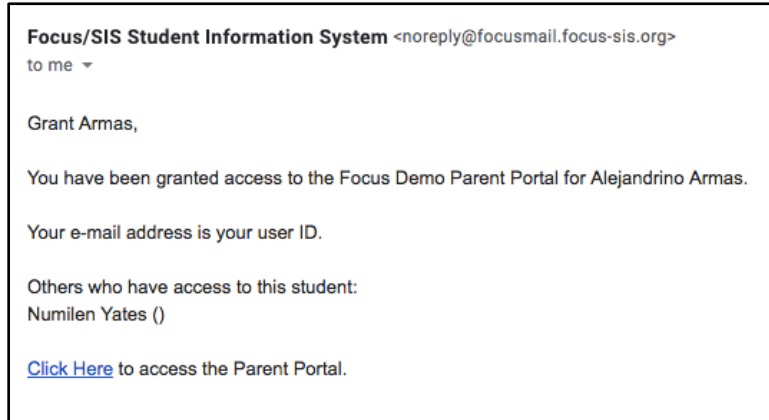 Focus/SIS Student Information System <noreply@focusmail.focus-sis.org>
to me
Grant Armas,
You have been granted access to the Focus Demo Parent Portal for Alejandrino Armas.
Your e-mail address is your user ID.
Others who have access to this student:
Numilen Yates ()
Click Here to access the Parent Portal.